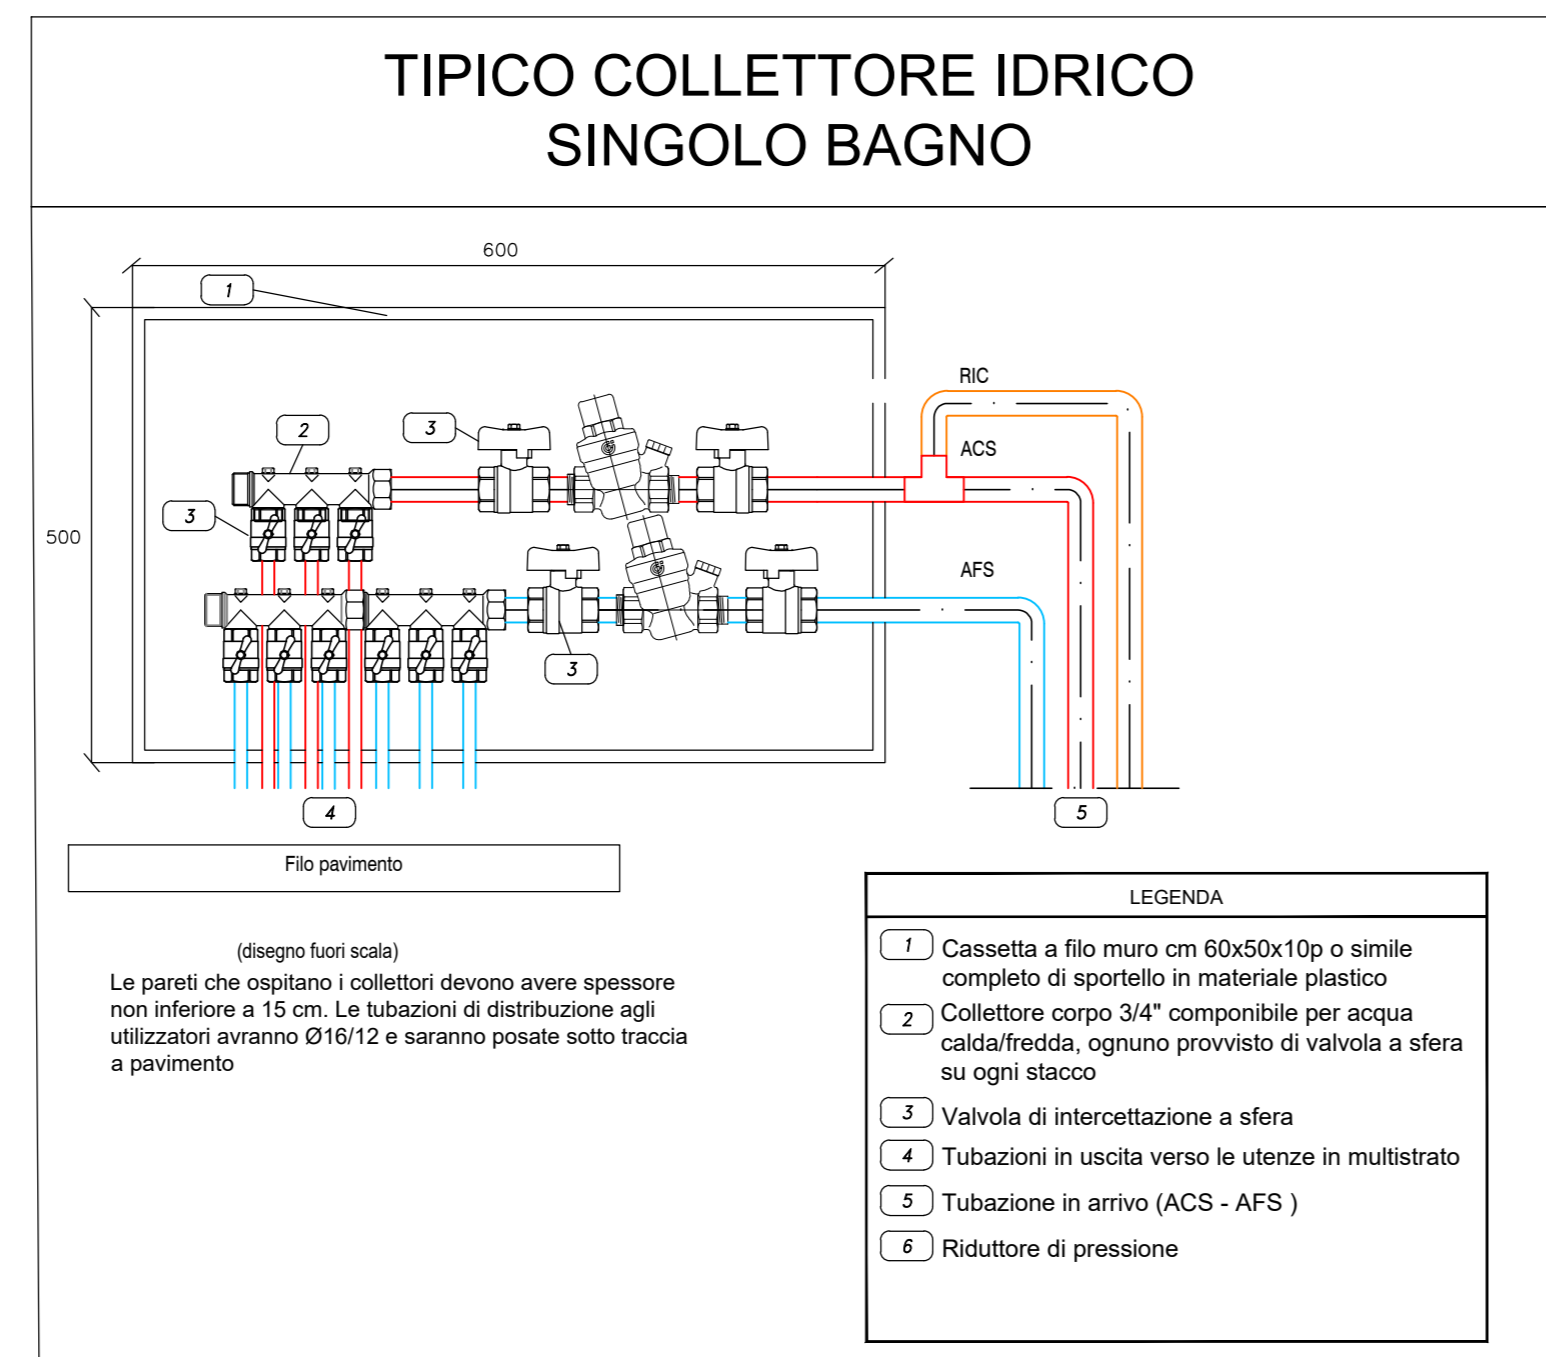 TIPICO COLLETTORE IDRICO
SINGOLO BAGNO
600
1
RIC
2
3
ACS
3
500
AFS
3
4
5
Filo pavimento
(disegno fuori scala)
Le pareti che ospitano i collettori devono avere spessore
non inferiore a 15 cm. Le tubazioni di distribuzione agli
utilizzatori avranno Ø16/12 e saranno posate sotto traccia
a pavimento
LEGENDA
1 Cassetta a filo muro cm 60x50x10p o simile
completo di sportello in materiale plastico
2 Collettore corpo 3/4" componibile per acqua
calda/fredda, ognuno provvisto di valvola a sfera
su ogni stacco
3 Valvola di intercettazione a sfera
4 Tubazioni in uscita verso le utenze in multistrato
5 Tubazione in arrivo (ACS - AFS )
6 Riduttore di pressione